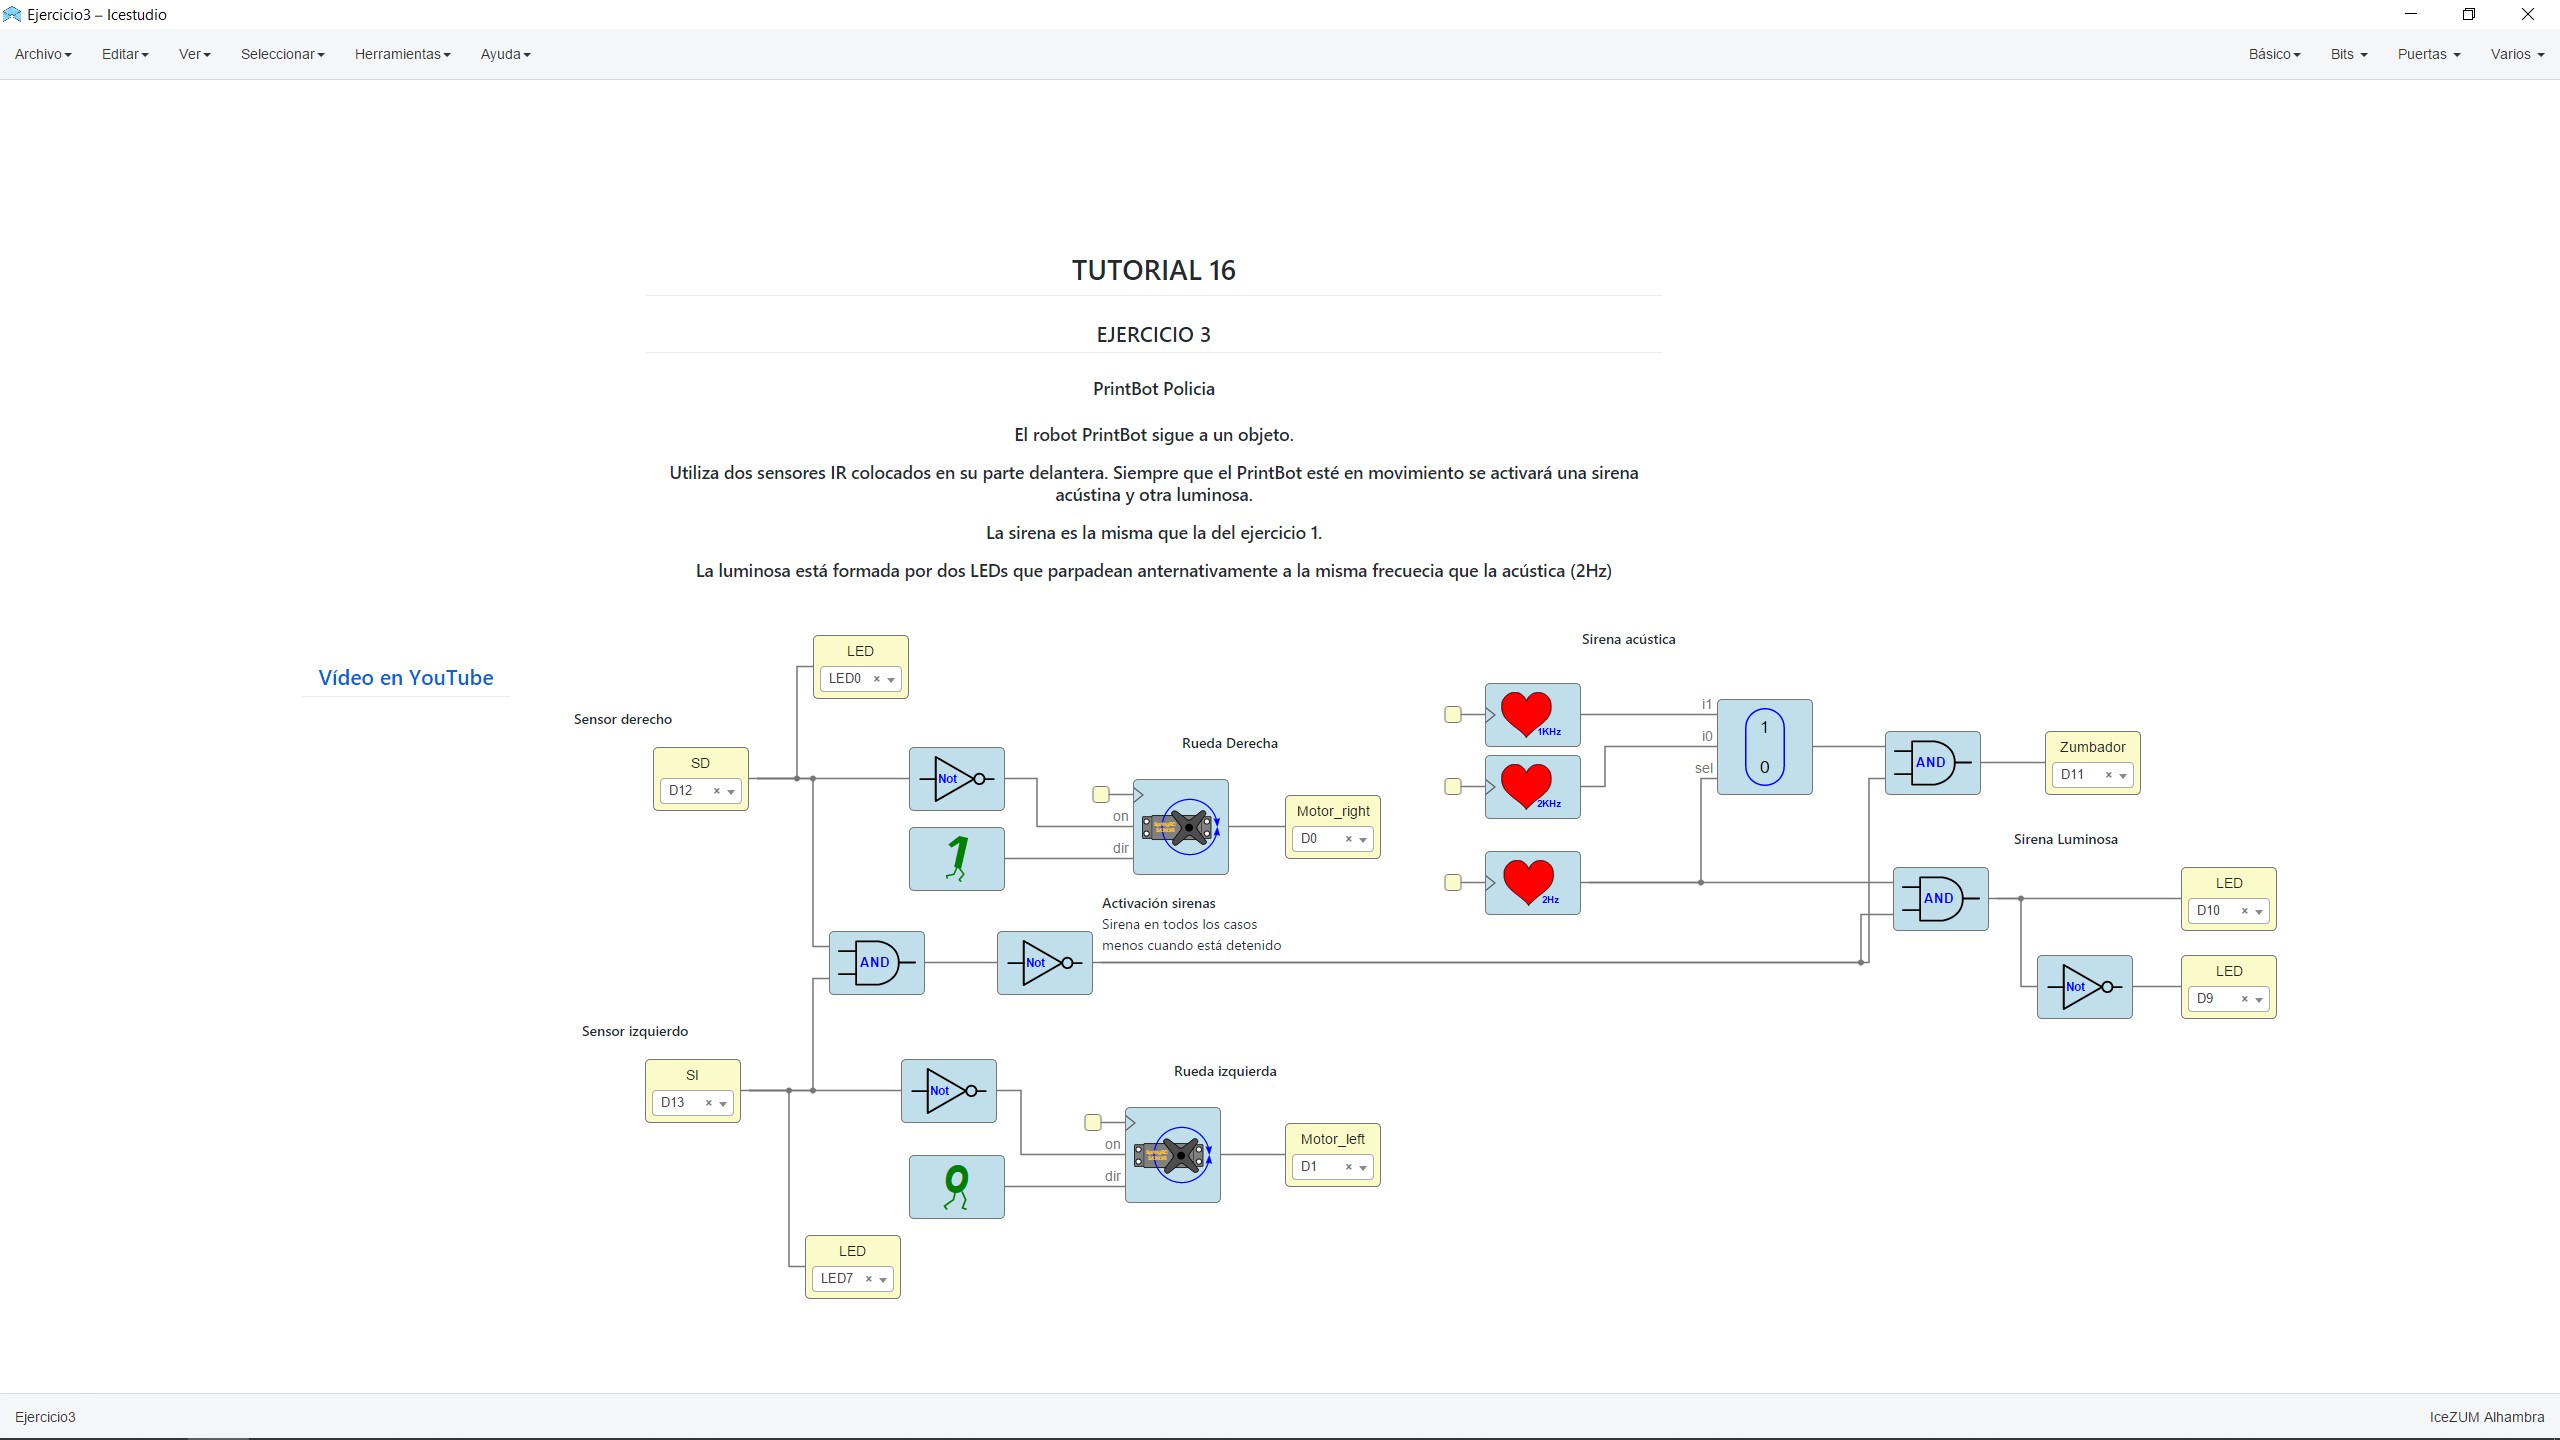 Ejercicio3 – Icestudio
Archivo Editar Ver Seleccionar Herramientas Ayuda Básico Bits Puertas Varios
TUTORIAL 16
EJERCICIO 3
PrintBot Policia
El robot PrintBot sigue a un objeto.
Utiliza dos sensores IR colocados en su parte delantera. Siempre que el PrintBot esté en movimiento se activará una sirena
acústina y otra luminosa.
La sirena es la misma que la del ejercicio 1.
La luminosa está formada por dos LEDs que parpadean anternativamente a la misma frecuecia que la acústica (2Hz)
Vídeo en YouTube
LED
LED0 ×
Sensor derecho
SD
D12 ×
Not
1
Rueda Derecha
on
dir
Motor_right
D0 ×
Activación sirenas
Sirena en todos los casos
menos cuando está detenido
AND
Not
Sensor izquierdo
SI
D13 ×
Not
0
Rueda izquierda
on
dir
Motor_left
D1 ×
LED
LED7 ×
Sirena acústica
1KHz
2KHz
2Hz
i1
i0
sel
1
0
AND
Zumbador
D11 ×
Sirena Luminosa
AND
LED
D10 ×
Not
LED
D9 ×
Ejercicio3
IceZUM Alhambra